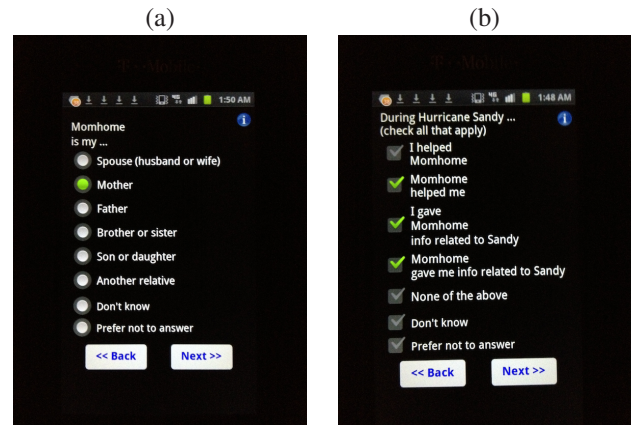 (a)
(b)
T-Mobile
1:50 AM
Momhome
is my ...
Spouse (husband or wife)
Mother
Father
Brother or sister
Son or daughter
Another relative
Don't know
Prefer not to answer
<< Back Next >>
T-Mobile
4G
1:48 AM
During Hurricane Sandy ...
(check all that apply)
I helped
Momhome
Momhome
helped me
I gave
Momhome
info related to Sandy
Momhome
gave me info related to Sandy
None of the above
Don't know
Prefer not to answer
<< Back Next >>